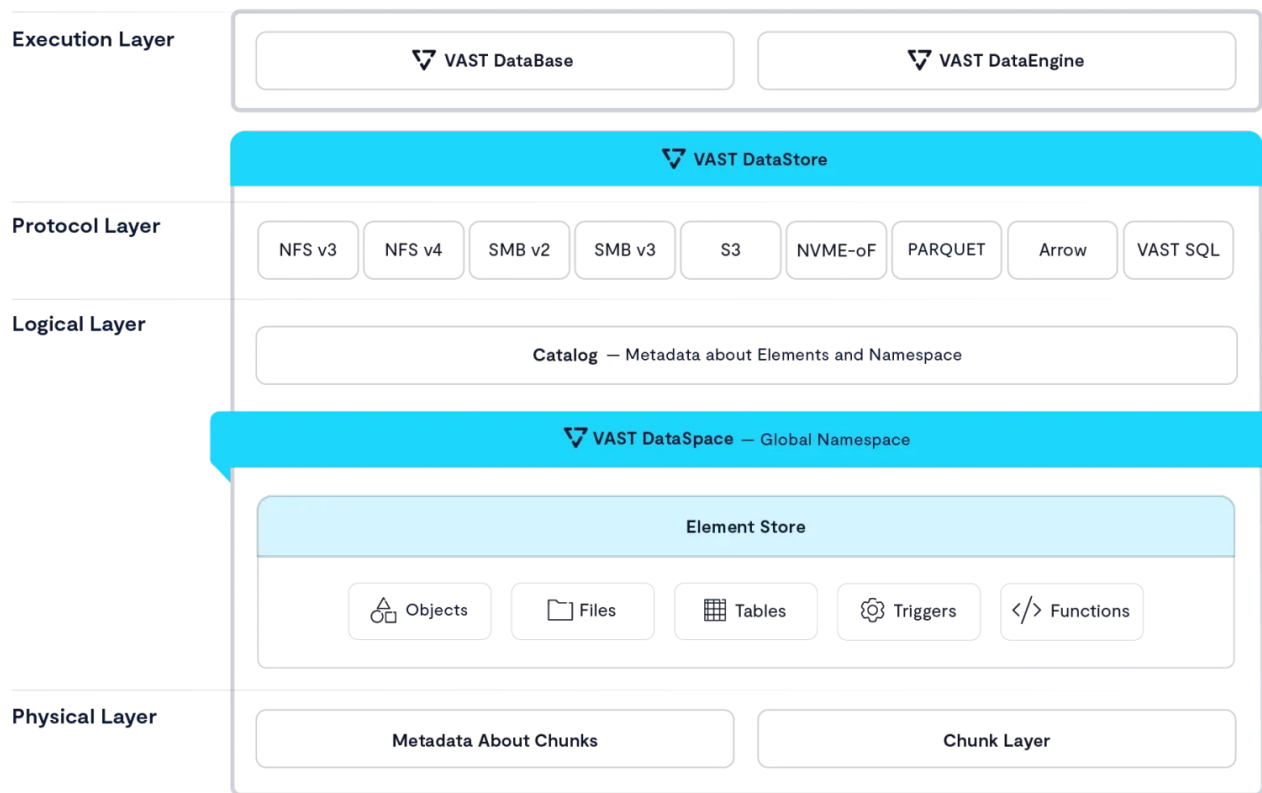 Execution Layer
VAST DataBase
VAST DataEngine
VAST DataStore
Protocol Layer
NFS v3
NFS v4
SMB v2
SMB v3
S3
NVME-oF
PARQUET
Arrow
VAST SQL
Logical Layer
Catalog — Metadata about Elements and Namespace
VAST DataSpace — Global Namespace
Element Store
Objects
Files
Tables
Triggers
Functions
Physical Layer
Metadata About Chunks
Chunk Layer